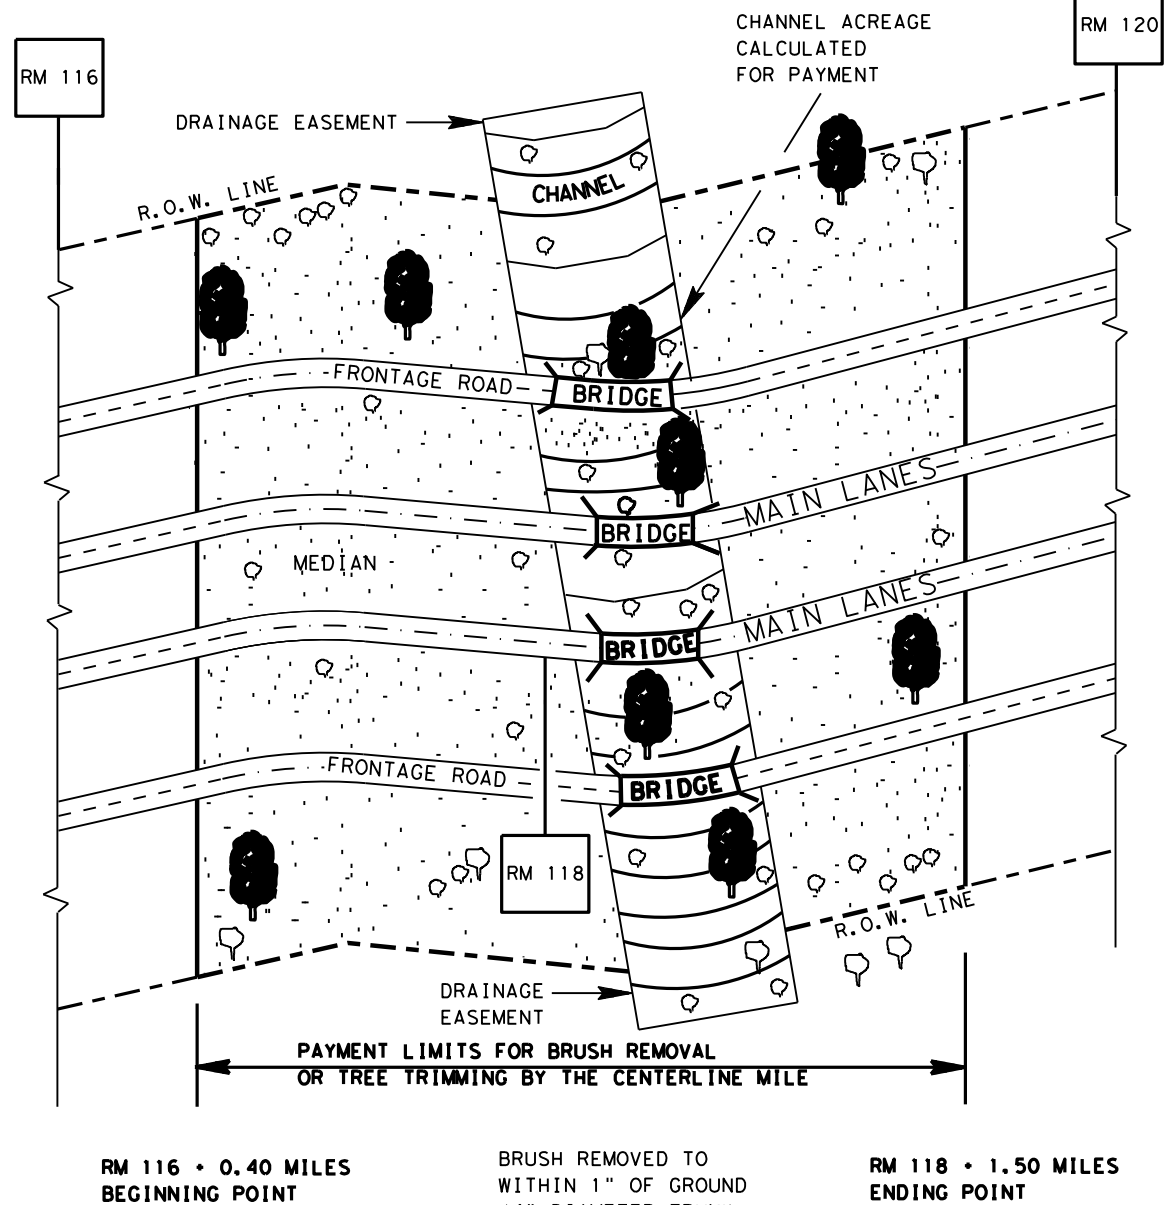 CHANNEL ACREAGE
CALCULATED
FOR PAYMENT
RM 120
RM 116
DRAINAGE EASEMENT
R.O.W. LINE
CHANNEL
FRONTAGE ROAD
BRIDGE
MAIN LANES
BRIDGE
MEDIAN
MAIN LANES
BRIDGE
FRONTAGE ROAD
BRIDGE
RM 118
R.O.W. LINE
DRAINAGE
EASEMENT
PAYMENT LIMITS FOR BRUSH REMOVAL
OR TREE TRIMMING BY THE CENTERLINE MILE
RM 116 + 0.40 MILES
BEGINNING POINT
BRUSH REMOVED TO
WITHIN 1" OF GROUND
RM 118 + 1.50 MILES
ENDING POINT